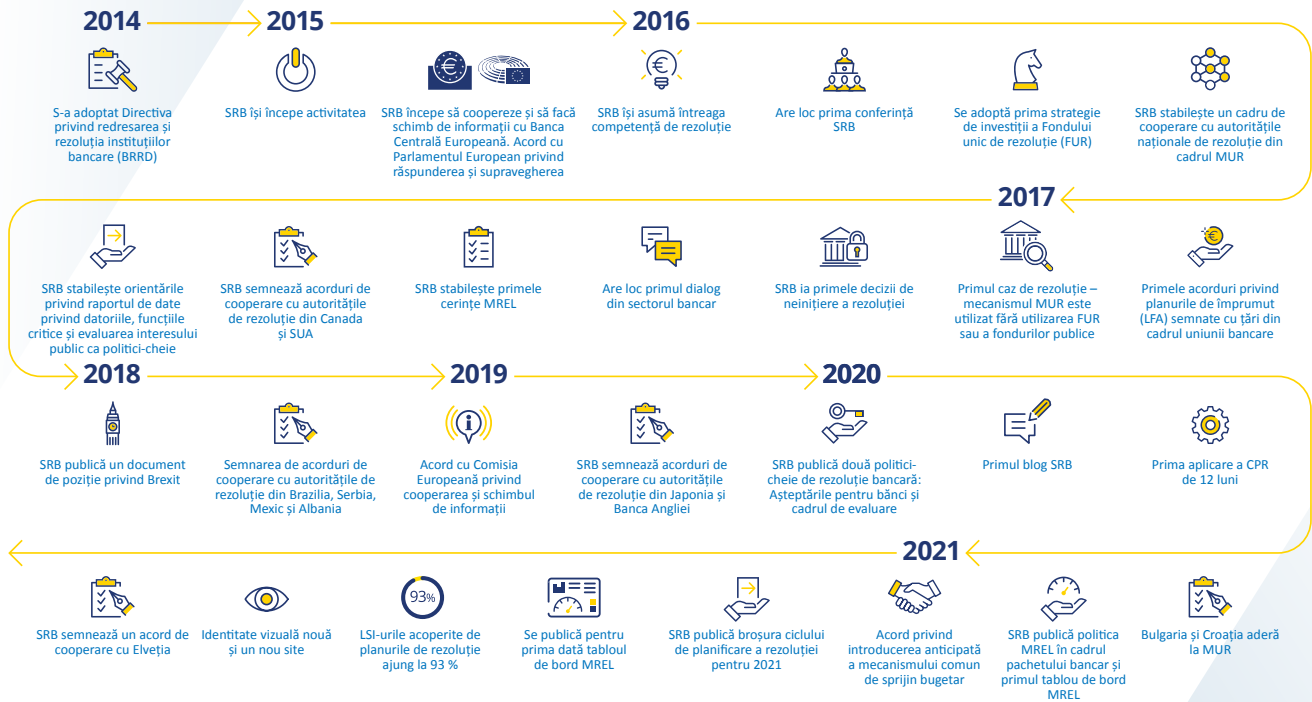 2014
2015
2016
S-a adoptat Directiva
privind redresarea și
rezoluția instituțiilor
bancare (BRRD)
SRB își începe activitatea
SRB începe să coopereze și să facă
schimb de informații cu Banca
Centrală Europeană. Acord cu
Parlamentul European privind
răspunderea și supravegherea
SRB își asumă întreaga
competență de rezoluție
Are loc prima conferință
SRB
Se adoptă prima strategie
de investiții a Fondului
unic de rezoluție (FUR)
SRB stabilește un cadru de
cooperare cu autoritățile
naționale de rezoluție din
cadrul MUR
2017
SRB stabilește orientările
privind raportul de date
privind datoriile, funcțiile
critice și evaluarea interesului
public ca politici-cheie
SRB semnează acorduri de
cooperare cu autoritățile
de rezoluție din Canada
și SUA
SRB stabilește primele
cerințe MREL
Are loc primul dialog
din sectorul bancar
SRB ia primele decizii de
neinițiere a rezoluției
Primul caz de rezoluție –
mecanismul MUR este
utilizat fără utilizarea FUR
sau a fondurilor publice
Primele acorduri privind
planurile de împrumut
(LFA) semnate cu țări din
cadrul uniunii bancare
2018
2019
2020
SRB publică un document
de poziție privind Brexit
Semnarea de acorduri de
cooperare cu autoritățile de
rezoluție din Brazilia, Serbia,
Mexic și Albania
Acord cu Comisia
Europeană privind
cooperarea și schimbul
de informații
SRB semnează acorduri de
cooperare cu autoritățile
de rezoluție din Japonia și
Banca Angliei
SRB publică două politici-
cheie de rezoluție bancară:
Așteptările pentru bănci și
cadrul de evaluare
Primul blog SRB
Prima aplicare a CPR
de 12 luni
2021
SRB semnează un acord de
cooperare cu Elveția
Identitate vizuală nouă
și un nou site
93%
LSI-urile acoperite de
planurile de rezoluție
ajung la 93 %
Se publică pentru
prima dată tabloul
de bord MREL
SRB publică broșura ciclului
de planificare a rezoluției
pentru 2021
Acord privind
introducerea anticipată
a mecanismului comun
de sprijin bugetar
SRB publică politica
MREL în cadrul
pachetului bancar și
primul tablou de bord
MREL
Bulgaria și Croația aderă
la MUR